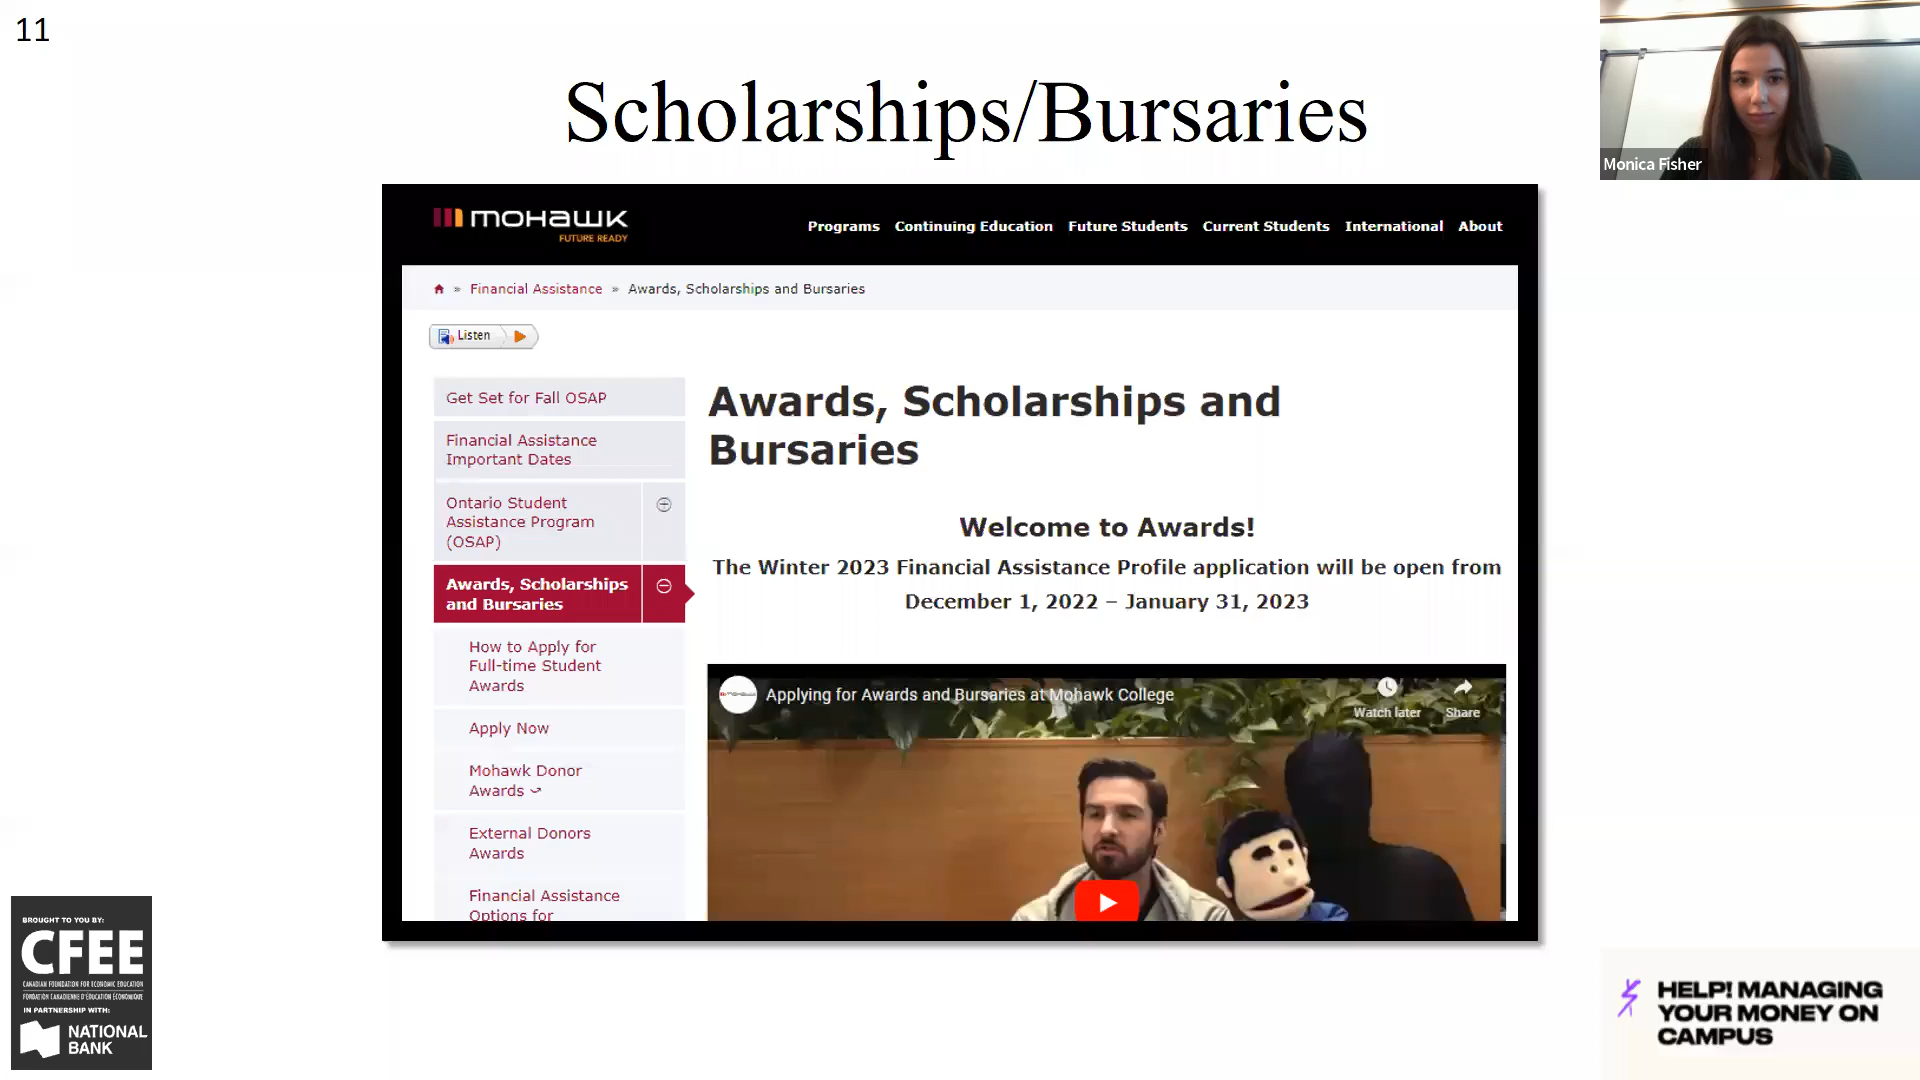 11
Scholarships/Bursaries
Monica Fisher
MOHAWK
FUTURE READY
Programs Continuing Education Future Students Current Students International About
» Financial Assistance » Awards, Scholarships and Bursaries
Listen
Get Set for Fall OSAP
Financial Assistance
Important Dates
Ontario Student
Assistance Program
(OSAP)
Awards, Scholarships
and Bursaries
How to Apply for
Full-time Student
Awards
Apply Now
Mohawk Donor
Awards
External Donors
Awards
Financial Assistance
Options for
Awards, Scholarships and
Bursaries
Welcome to Awards!
The Winter 2023 Financial Assistance Profile application will be open from
December 1, 2022 – January 31, 2023
Applying for Awards and Bursaries at Mohawk College
Watch later Share
BROUGHT TO YOU BY:
CFEE
CANADIAN FOUNDATION FOR ECONOMIC EDUCATION
FONDATION CANADIENNE D'ÉDUCATION ÉCONOMIQUE
IN PARTNERSHIP WITH:
NATIONAL
BANK
HELP! MANAGING
YOUR MONEY ON
CAMPUS